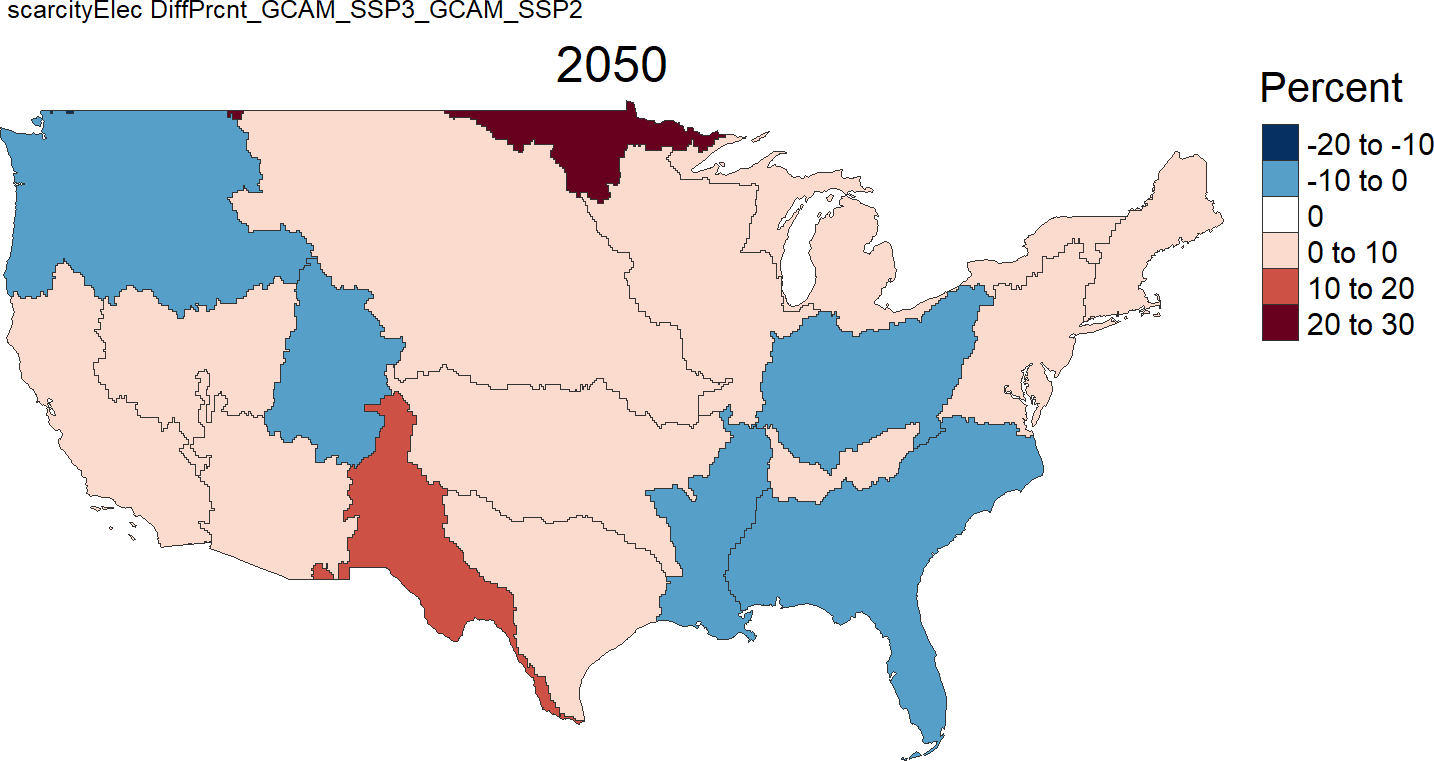 scarcityElec DiffPrcnt_GCAM_SSP3_GCAM_SSP2
2050
Percent
-20 to -10
-10 to 0
0
0 to 10
10 to 20
20 to 30